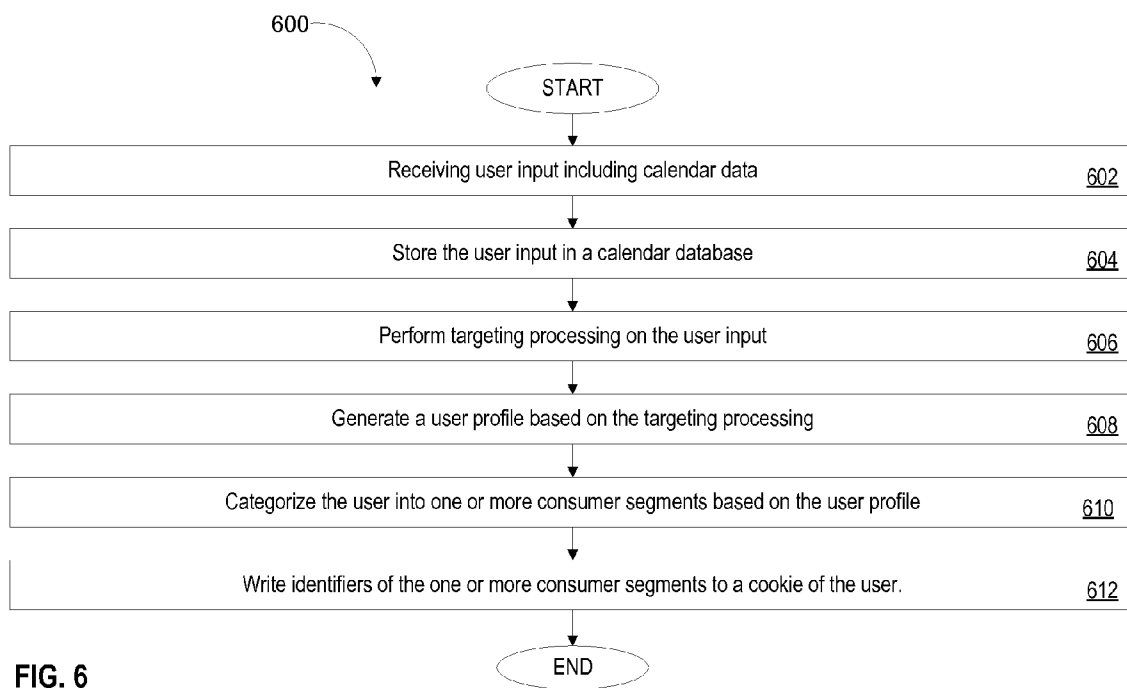 600
START
Receiving user input including calendar data
602
Store the user input in a calendar database
604
Perform targeting processing on the user input
606
Generate a user profile based on the targeting processing
608
Categorize the user into one or more consumer segments based on the user profile
610
Write identifiers of the one or more consumer segments to a cookie of the user.
612
END
FIG. 6